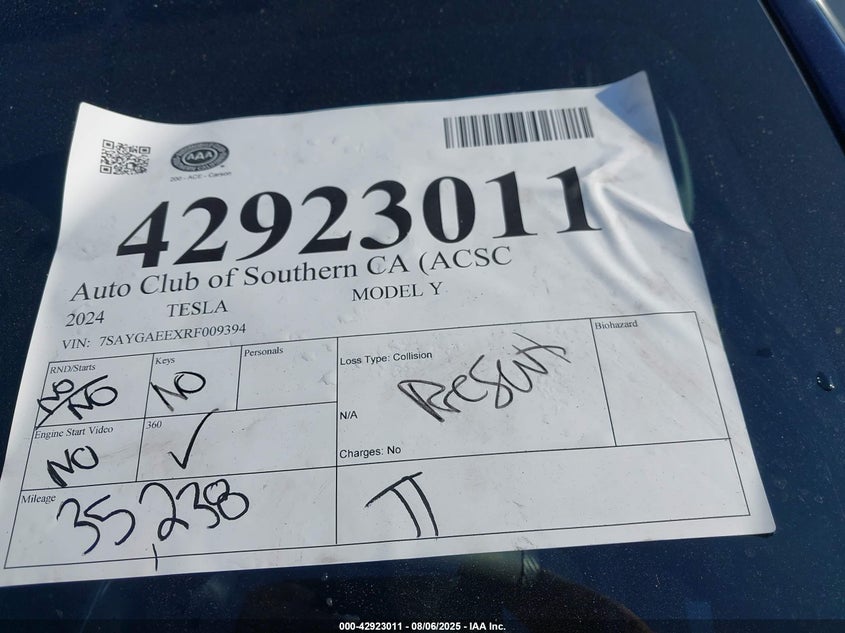 AAA
200 - ACE - Carson
42923011
Auto Club of Southern CA (ACSC
2024 TESLA MODEL Y
VIN: 7SAYGAEEXRF009394
RND/Starts
NO/NO
Keys
NO
Personals
Loss Type: Collision
N/A
Charges: No
Biohazard
Engine Start Video
NO
360
✓
Mileage
35,238
000-42923011 - 08/06/2025 - IAA Inc.